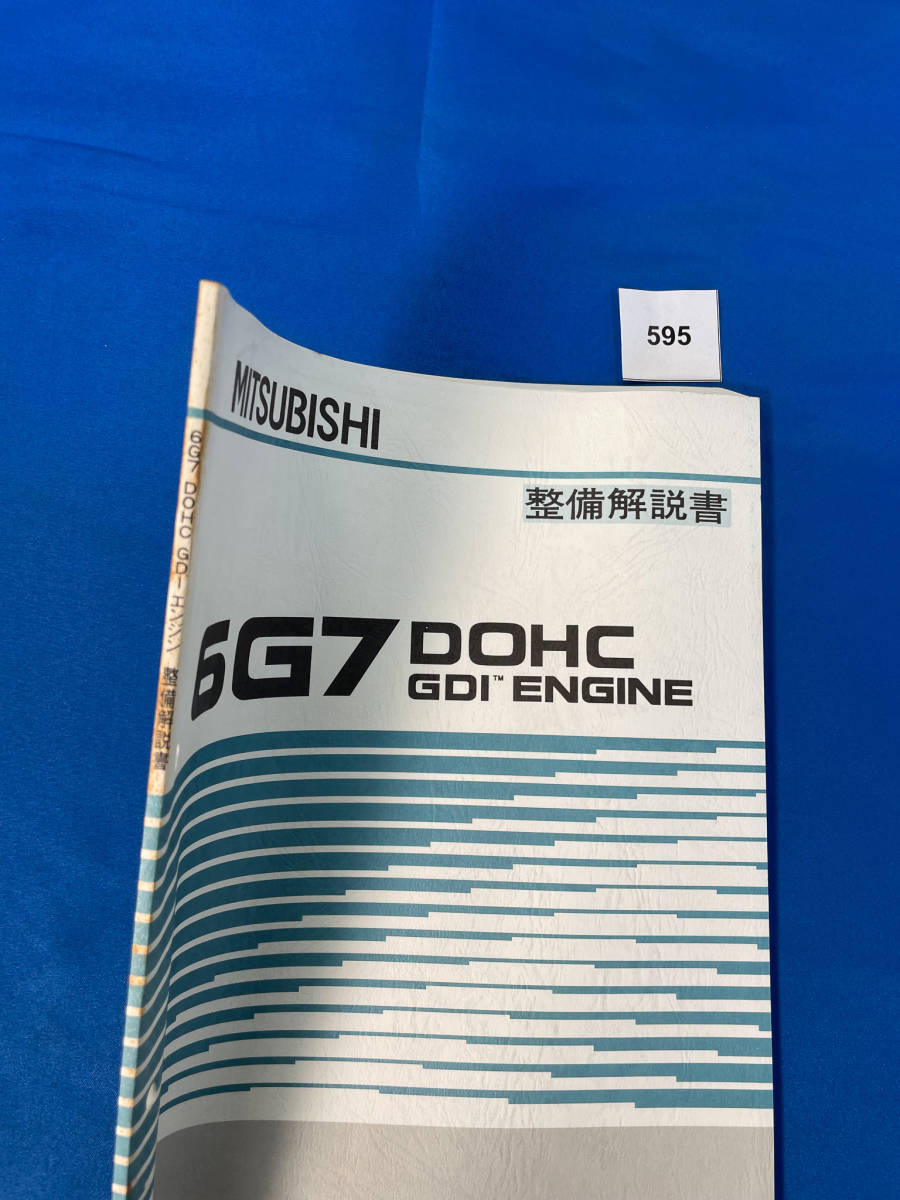 595
MITSUBISHI
整備解説書
6G7 DOHC
GDI™ ENGINE
6G7 DOHC GDIエンジン 整備解説書